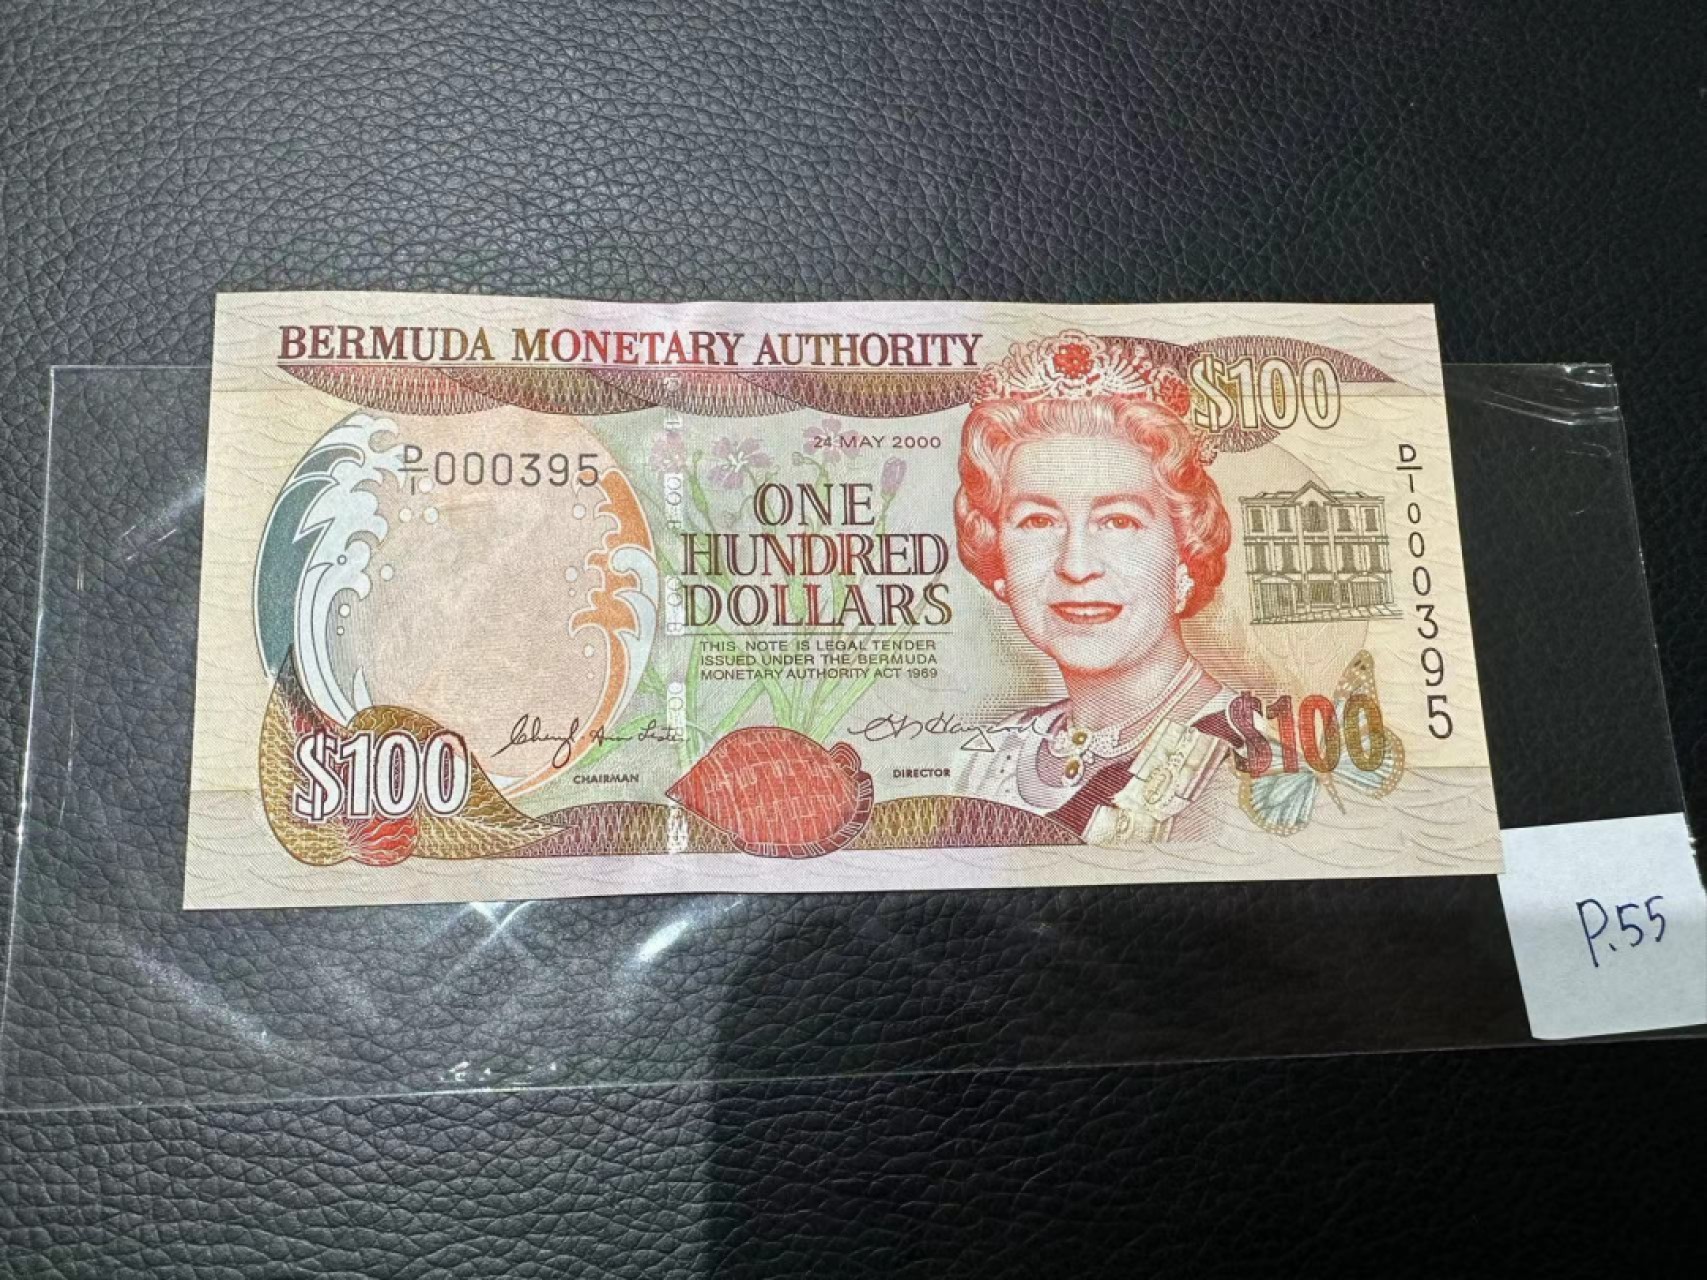 BERMUDA MONETARY AUTHORITY
$100
24 MAY 2000
D/1 000395
D/1 000395
ONE
HUNDRED
DOLLARS
THIS NOTE IS LEGAL TENDER
ISSUED UNDER THE BERMUDA
MONETARY AUTHORITY ACT 1969
CHAIRMAN
DIRECTOR
$100
$100
P.55